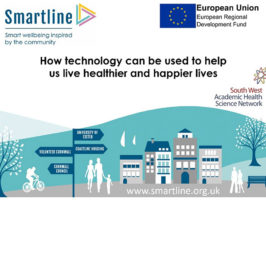 Smartline
Smart wellbeing inspired
by the community
European Union
European Regional
Development Fund
How technology can be used to help
us live healthier and happier lives
South West
Academic Health
Science Network
UNIVERSITY OF
EXETER
VOLUNTEER CORNWALL
COASTLINE HOUSING
CORNWALL
COUNCIL
www.smartline.org.uk